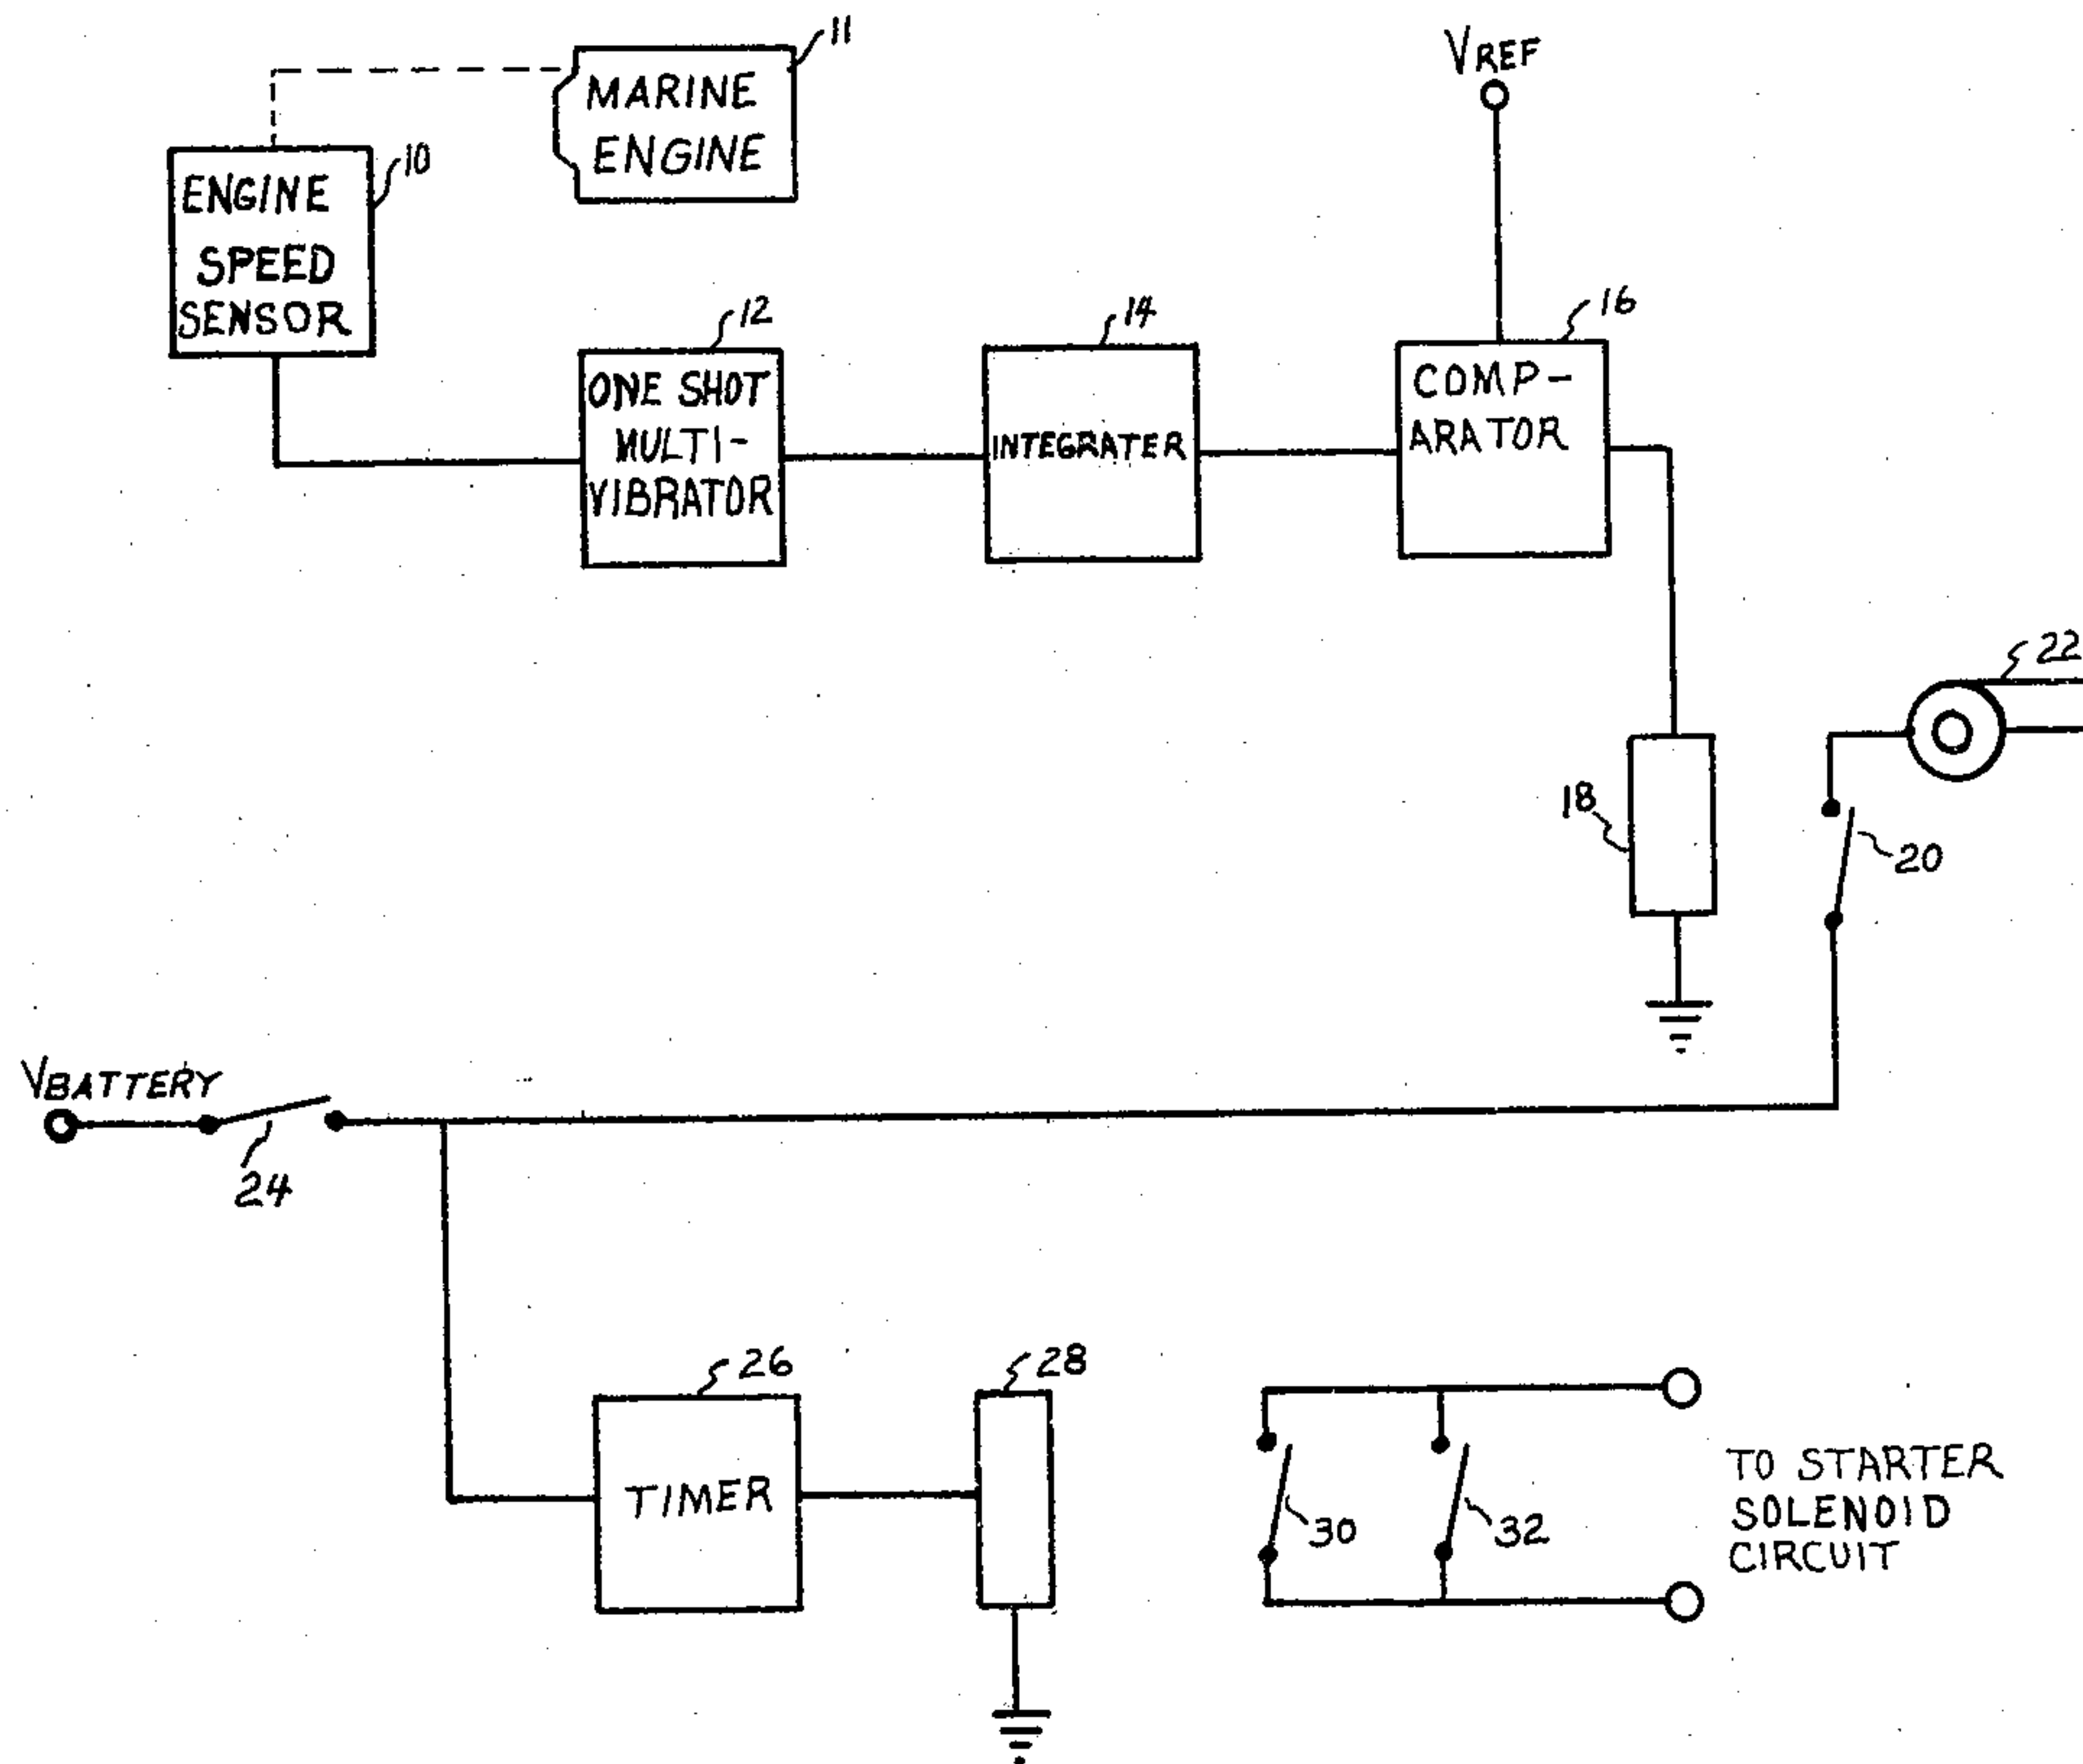 11
MARINE
ENGINE
VREF
10
ENGINE
SPEED
SENSOR
12
ONE SHOT
MULTI-
VIBRATOR
14
INTEGRATER
16
COMP-
ARATOR
22
18
20
VBATTERY
24
26
TIMER
28
30
32
TO STARTER
SOLENOID
CIRCUIT